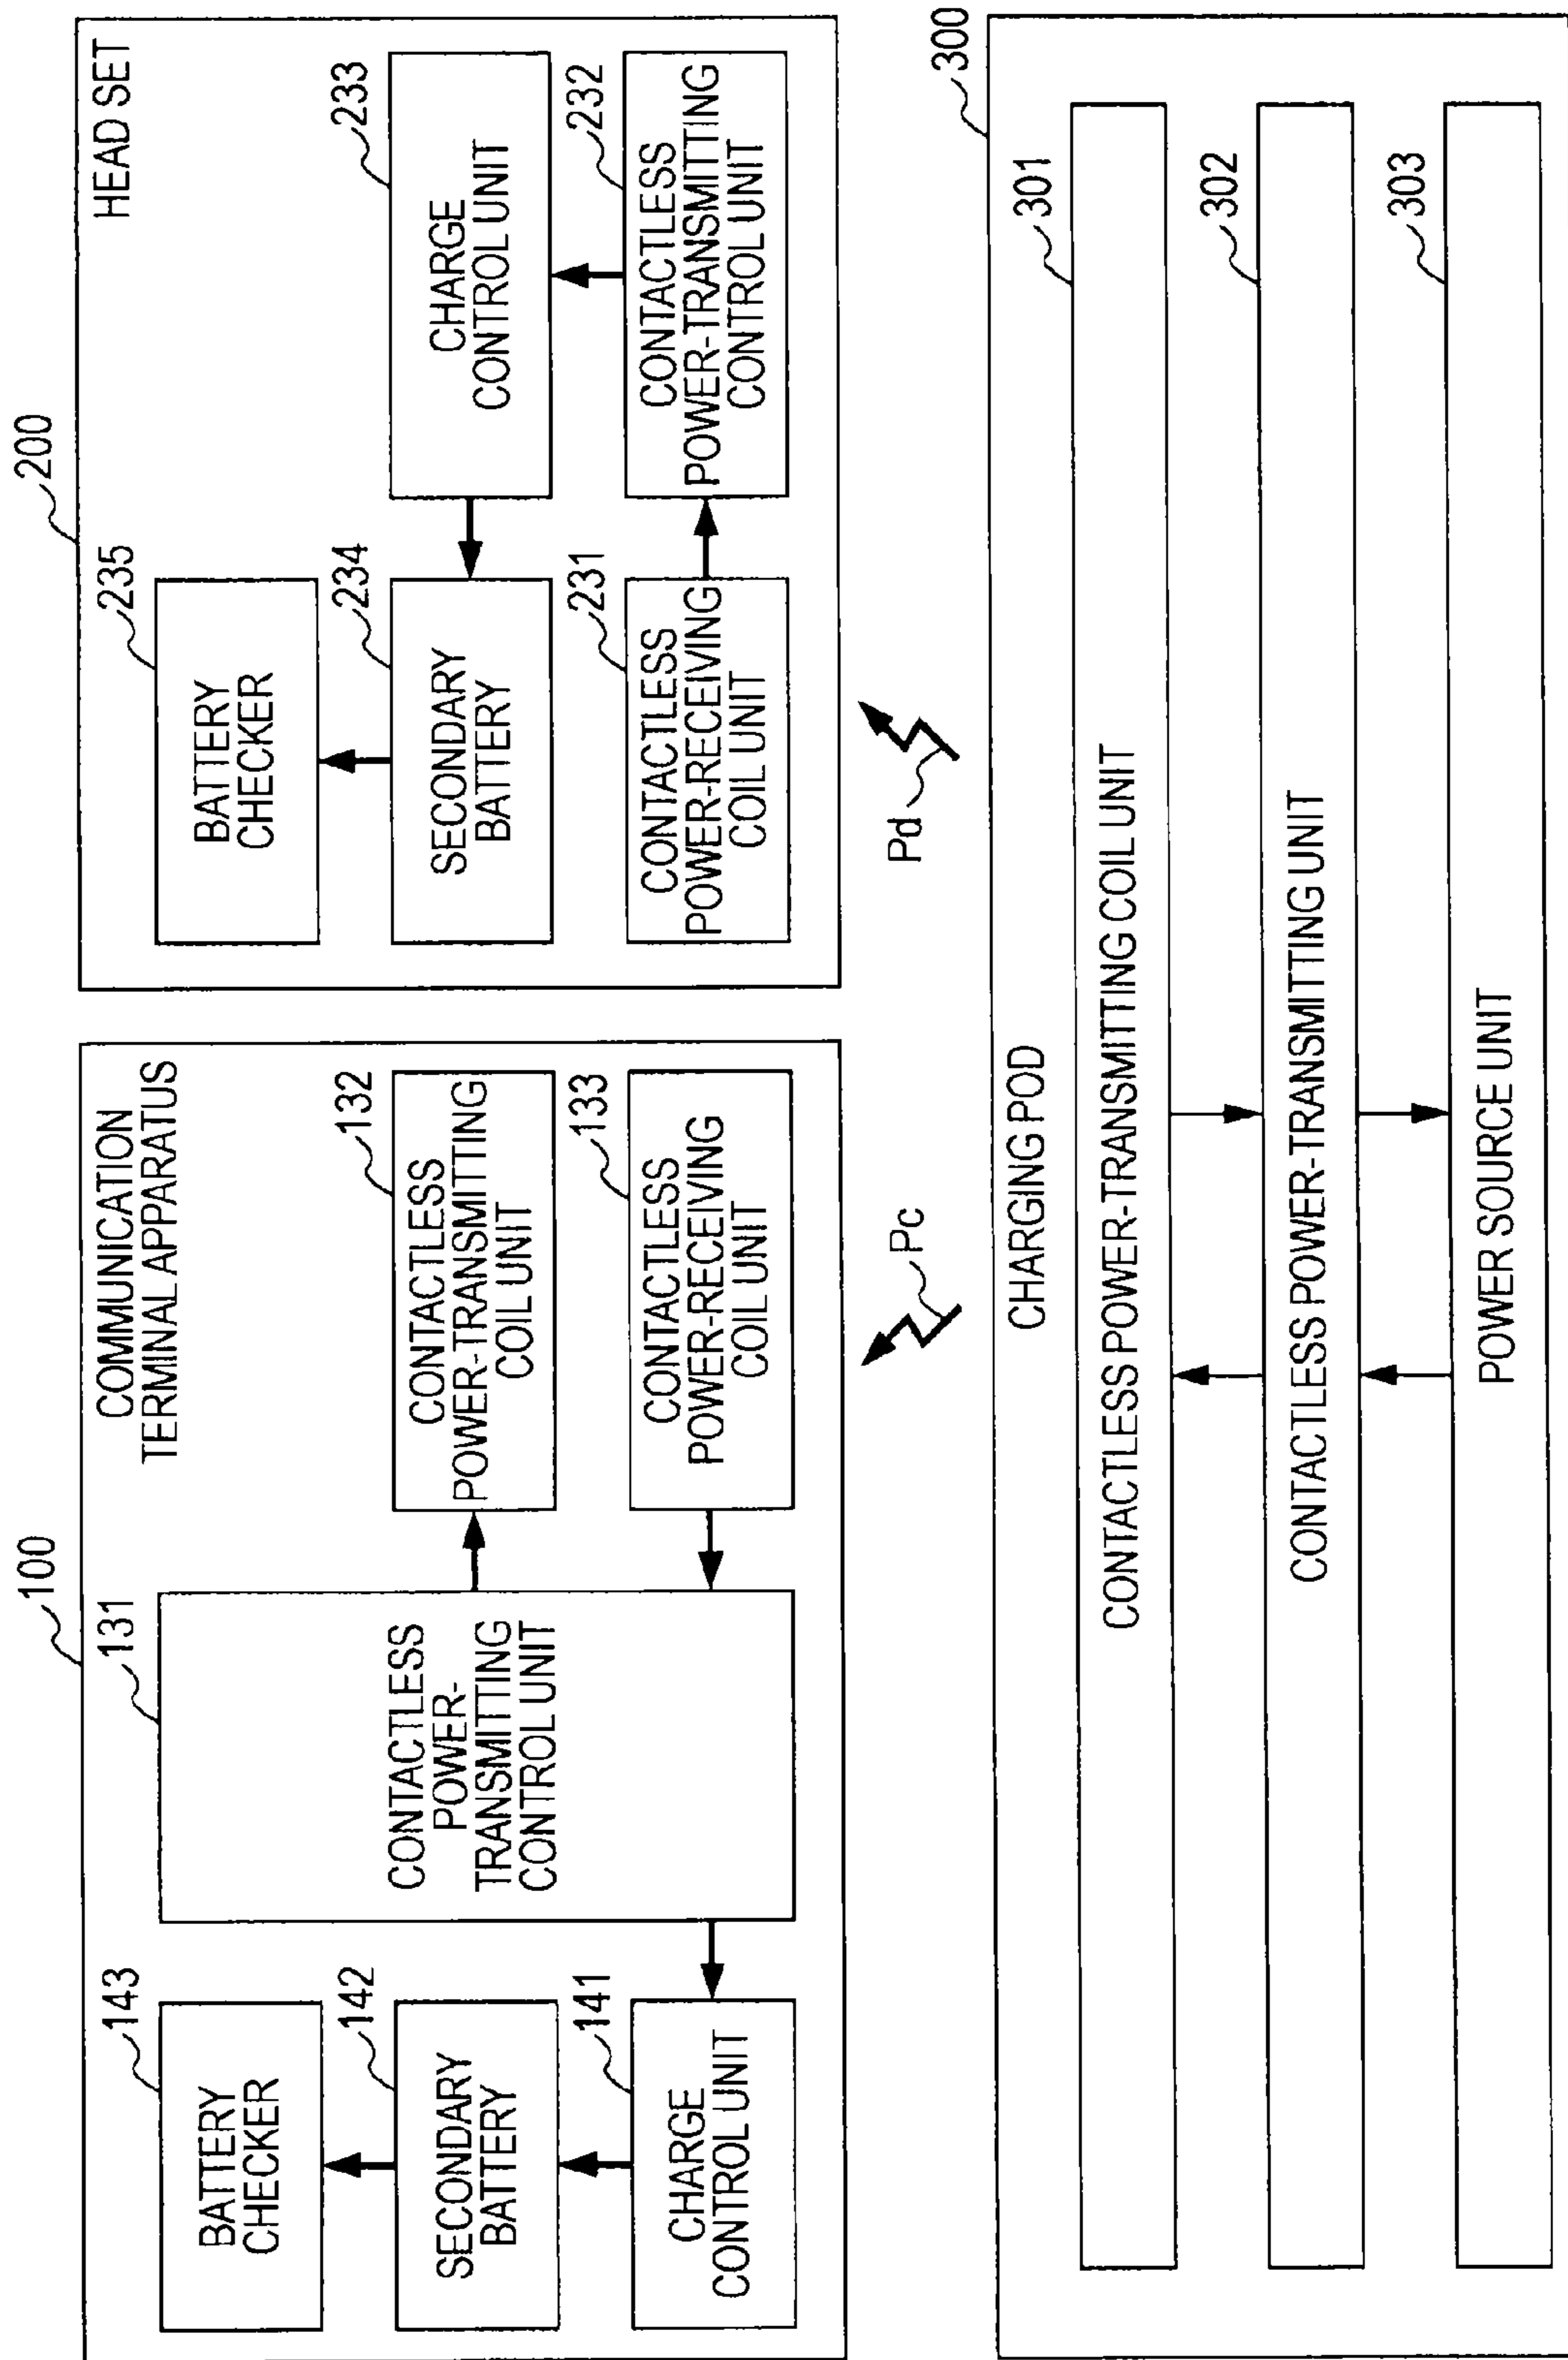 100
COMMUNICATION
TERMINAL APPARATUS
143
BATTERY
CHECKER
142
SECONDARY
BATTERY
141
CHARGE
CONTROL UNIT
131
CONTACTLESS
POWER-
TRANSMITTING
CONTROL UNIT
132
CONTACTLESS
POWER-TRANSMITTING
COIL UNIT
133
CONTACTLESS
POWER-RECEIVING
COIL UNIT
200
HEAD SET
235
BATTERY
CHECKER
234
SECONDARY
BATTERY
233
CHARGE
CONTROL UNIT
231
CONTACTLESS
POWER-RECEIVING
COIL UNIT
232
CONTACTLESS
POWER-TRANSMITTING
CONTROL UNIT
Pc
Pd
300
CHARGING POD
301
CONTACTLESS POWER-TRANSMITTING COIL UNIT
302
CONTACTLESS POWER-TRANSMITTING UNIT
303
POWER SOURCE UNIT